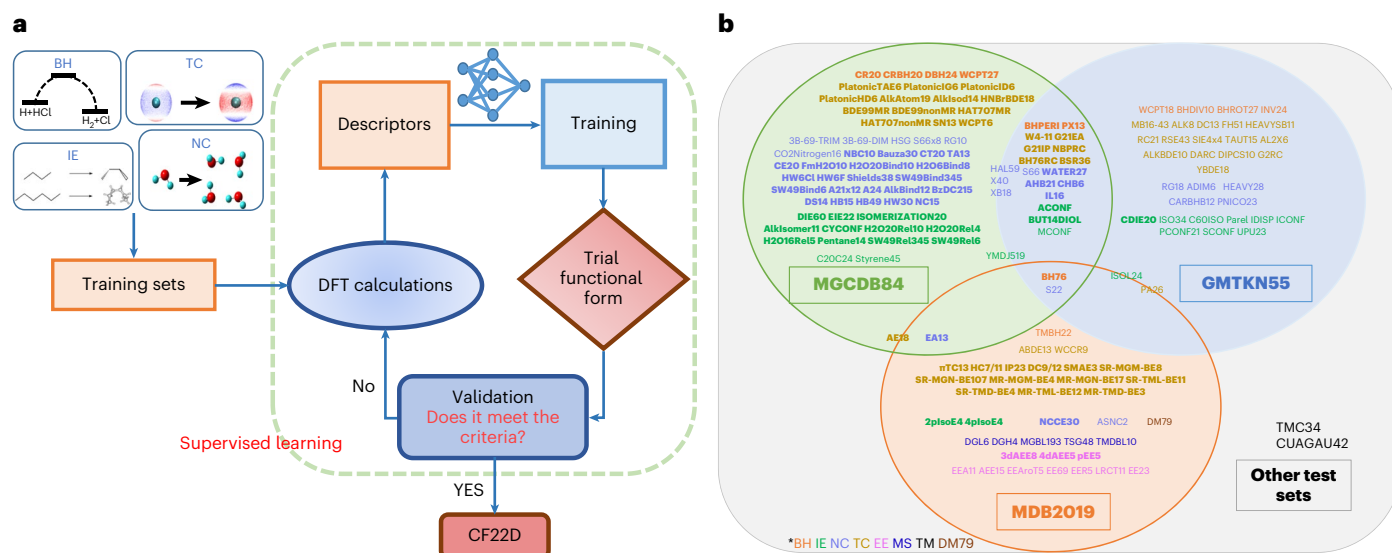 a
BH
H+HCl
H2+Cl
TC
IE
NC
Training sets
Descriptors
Training
DFT calculations
Trial
functional
form
No
Validation
Does it meet the
criteria?
Supervised learning
YES
CF22D
b
CR20 CRBH20 DBH24 WCPT27
PlatonicTAE6 PlatonicIG6 PlatonicID6
PlatonicHD6 AlkAtom19 AlkIsod14 HNBrBDE18
BDE99MR BDE99nonMR HAT707MR
HAT707nonMR SN13 WCPT6
3B-69-TRIM 3B-69-DIM HSG S66x8 RG10
CO2Nitrogen16 NBC10 Bauza30 CT20 TA13
CE20 FmH2O10 H2O20Bind10 H2O6Bind8
HW6Cl HW6F Shields38 SW49Bind345
SW49Bind6 A21x12 A24 AlkBind12 BzDC215
DS14 HB15 HB49 HW30 NC15
DIE60 EIE22 ISOMERIZATION20
AlkIsomer11 CYCONF H2O20Rel10 H2O20Rel4
H2O16Rel5 Pentane14 SW49Rel345 SW49Rel6
C20C24 Styrene45
MGCDB84
BHPERI PX13
W4-11 G21EA
G21IP NBPRC
BH76RC BSR36
HAL59
X40
XB18
S66 WATER27
AHB21 CHB6
IL16
ACONF
BUT14DIOL
MCONF
YMDJ519
BH76
S22
ISOL24
PA26
WCPT18 BHDIV10 BHROT27 INV24
MB16-43 ALK8 DC13 FH51 HEAVYSB11
RC21 RSE43 SIE4x4 TAUT15 AL2X6
ALKBDE10 DARC DIPCS10 G2RC
YBDE18
RG18 ADIM6 HEAVY28
CARBHB12 PNICO23
CDIE20 ISO34 C60ISO Parel IDISP ICONF
PCONF21 SCONF UPU23
GMTKN55
AE18 EA13
TMBH22
ABDE13 WCCR9
πTC13 HC7/11 IP23 DC9/12 SMAE3 SR-MGM-BE8
SR-MGN-BE107 MR-MGM-BE4 MR-MGN-BE17 SR-TML-BE11
SR-TMD-BE4 MR-TML-BE12 MR-TMD-BE3
2pIsoE4 4pIsoE4 NCCE30 ASNC2 DM79
DGL6 DGH4 MGBL193 TSG48 TMDBL10
3dAEE8 4dAEE5 pEE5
EEA11 AEE15 EEAroT5 EE69 EER5 LRCT11 EE23
MDB2019
TMC34
CUAGAU42
Other test
sets
*BH IE NC TC EE MS TM DM79